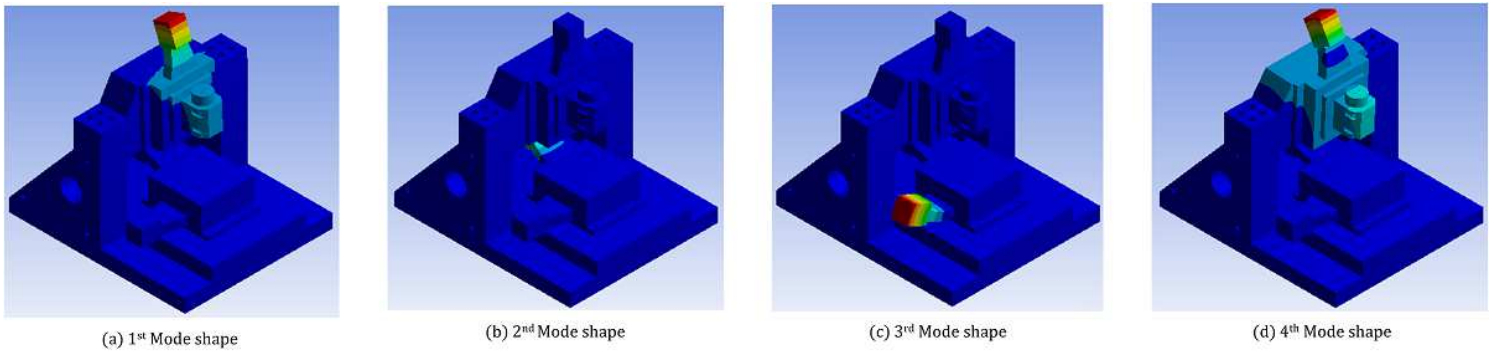 (a) 1st Mode shape
(b) 2nd Mode shape
(c) 3rd Mode shape
(d) 4th Mode shape